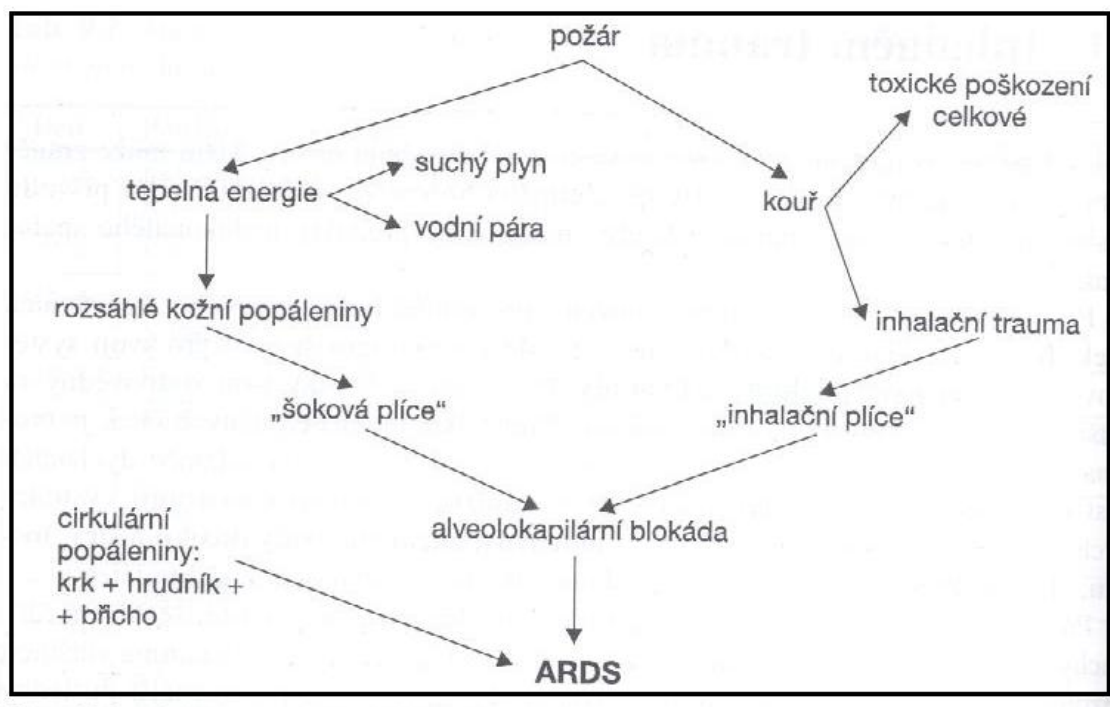 požár
toxické poškození
celkové
suchý plyn
tepelná energie
kouř
vodní pára
rozsáhlé kožní popáleniny
inhalační trauma
„šoková plíce“
„inhalační plíce“
cirkulární
popáleniny:
krk + hrudník +
+ břicho
alveolokapilární blokáda
ARDS